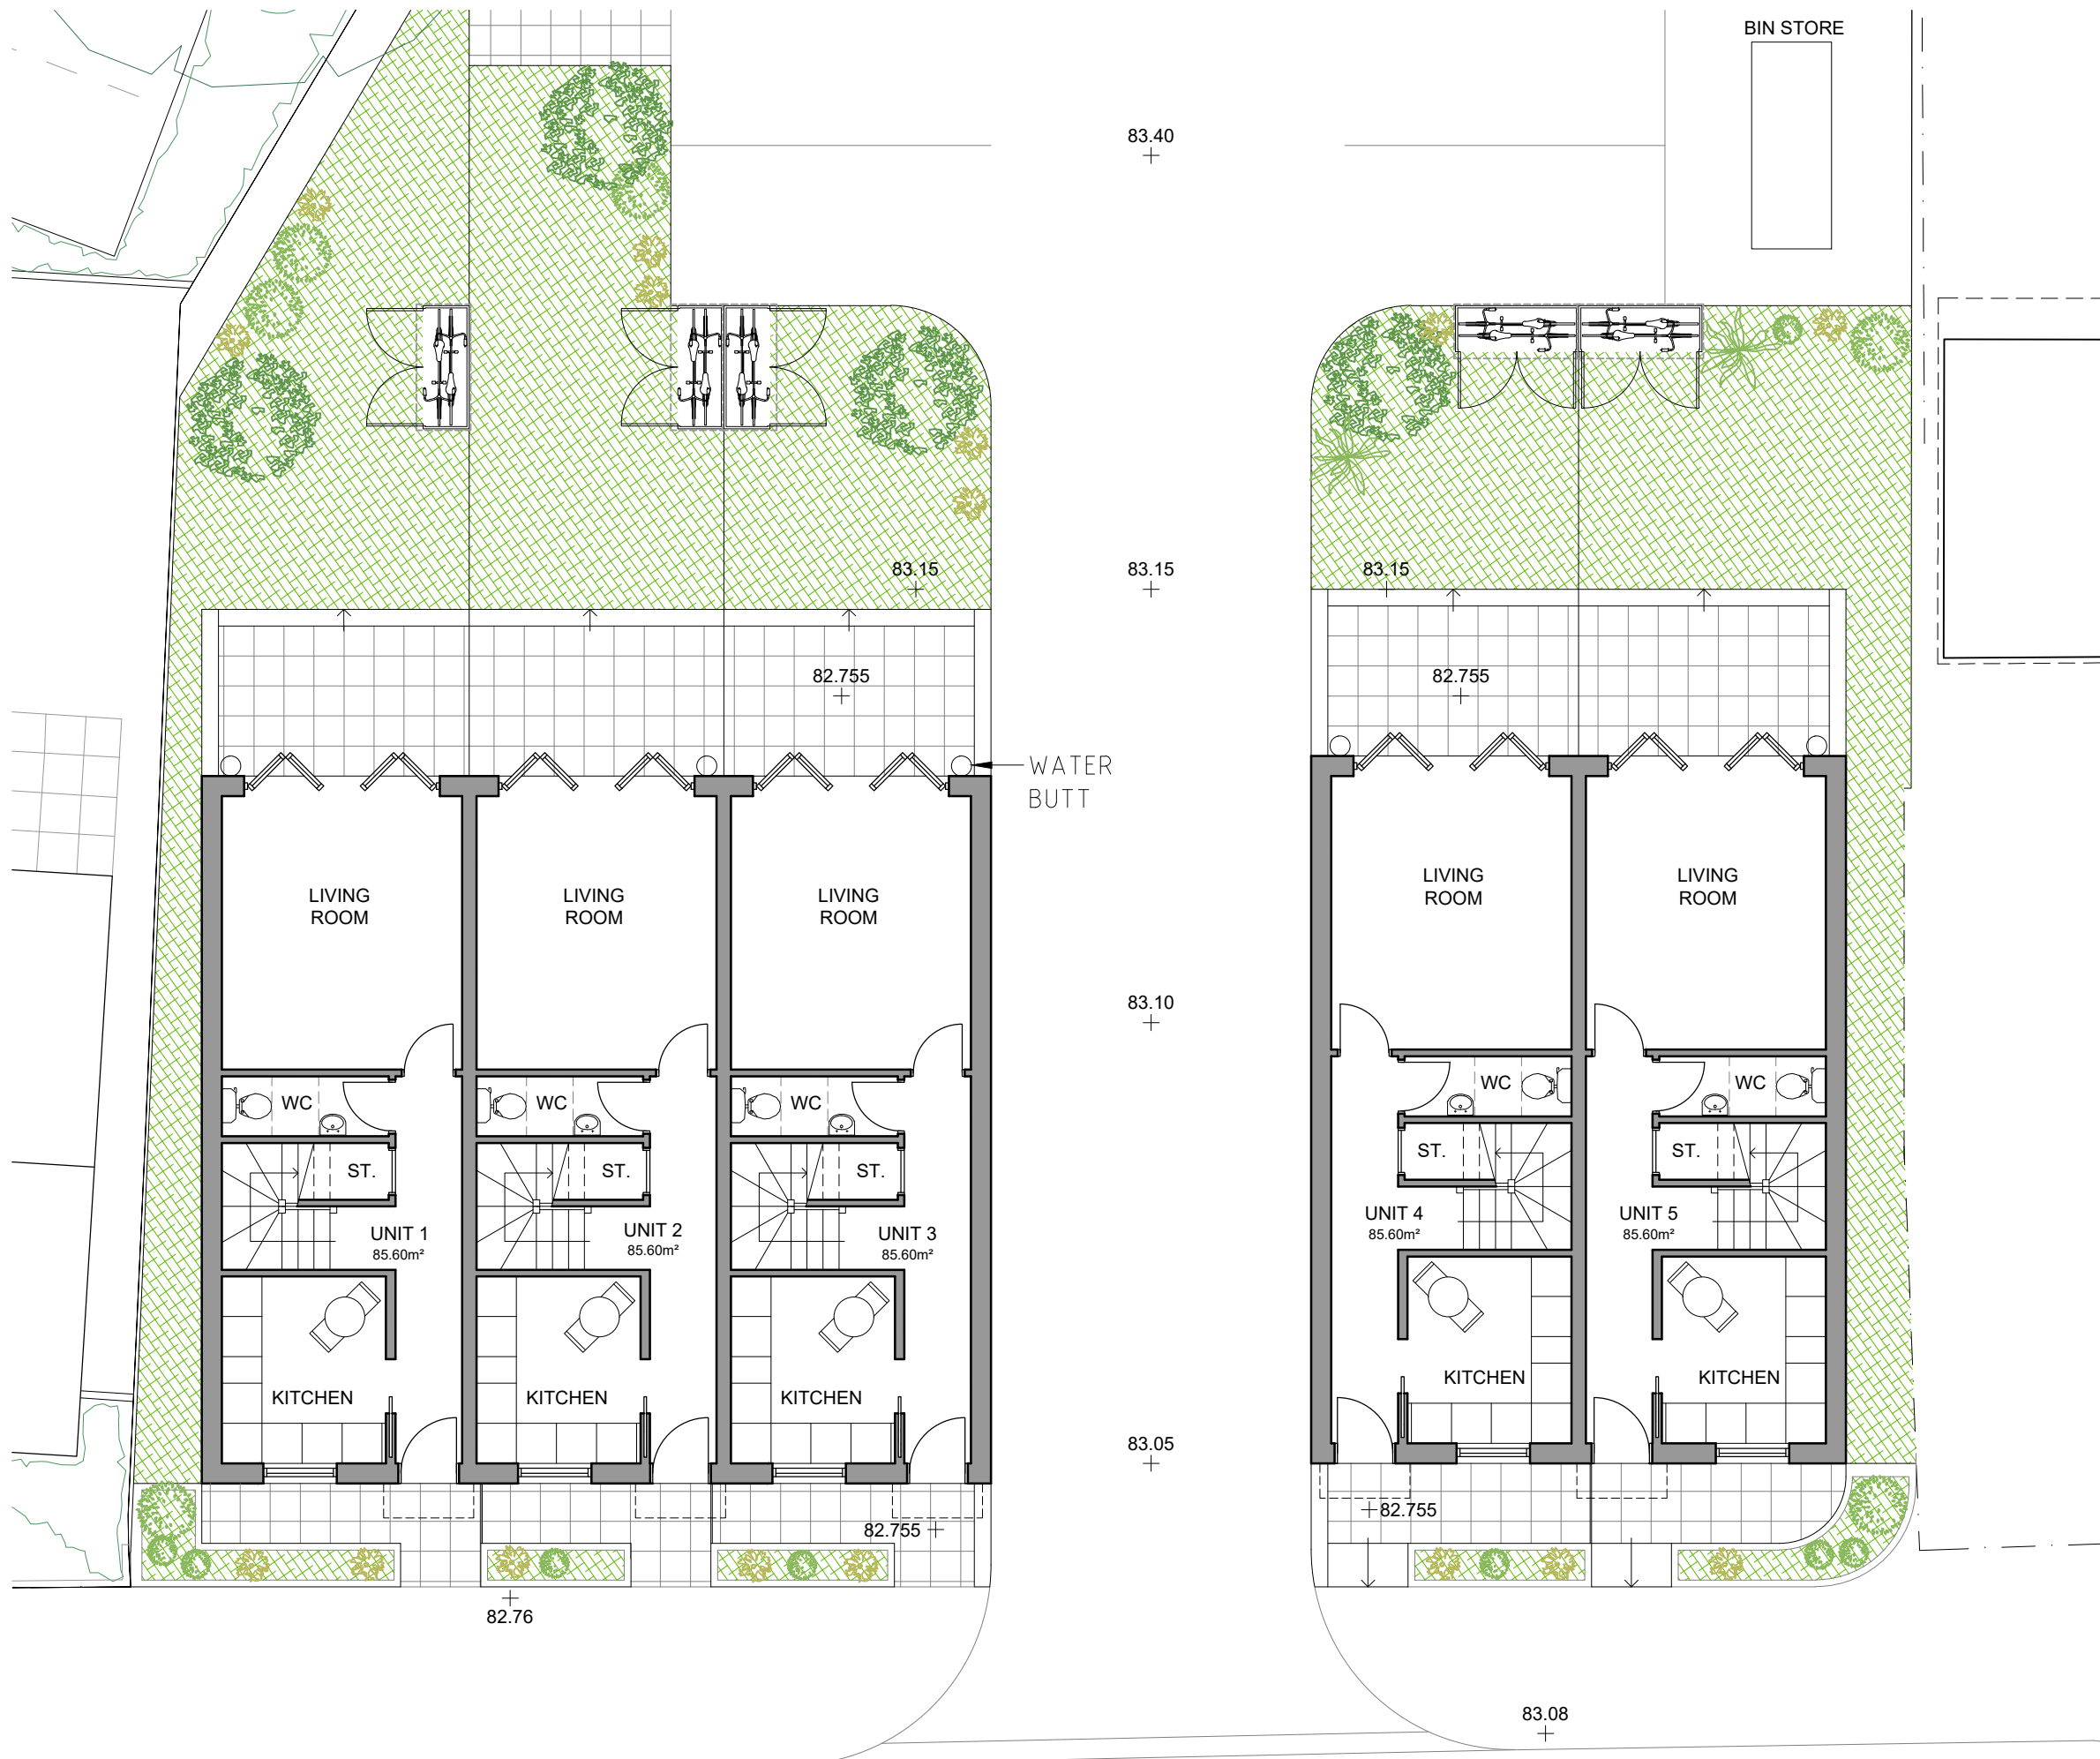 BIN STORE
83.40
83.15
83.15
83.15
82.755
82.755
WATER
BUTT
LIVING
ROOM
LIVING
ROOM
LIVING
ROOM
LIVING
ROOM
LIVING
ROOM
83.10
WC
WC
WC
WC
WC
ST.
ST.
ST.
ST.
ST.
UNIT 1
85.60m²
UNIT 2
85.60m²
UNIT 3
85.60m²
UNIT 4
85.60m²
UNIT 5
85.60m²
KITCHEN
KITCHEN
KITCHEN
KITCHEN
KITCHEN
83.05
82.755
82.755
82.76
83.08